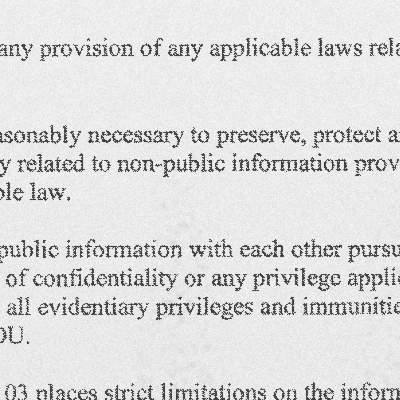 any provision of any applicable laws rela
asonably necessary to preserve, protect a
y related to non-public information prov
ble law.
public information with each other pursu
of confidentiality or any privilege appli
all evidentiary privileges and immunitie
OU.
03 places strict limitations on the inform